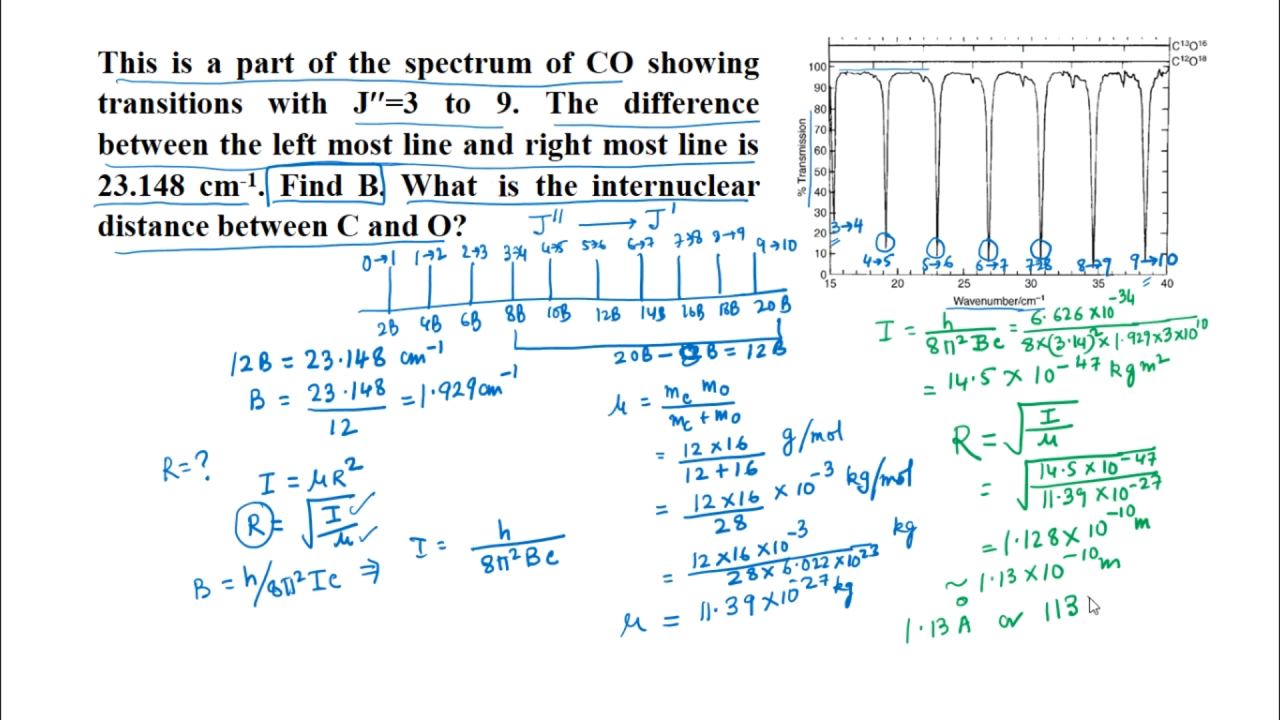 This is a part of the spectrum of CO showing
transitions with J″=3 to 9. The difference
between the left most line and right most line is
23.148 cm⁻¹. Find B. What is the internuclear
distance between C and O?
J″ → J′
0→1 1→2 2→3 3→4 4→5 5→6 6→7 7→8 8→9 9→10
2B 4B 6B 8B 10B 12B 14B 16B 18B 20B
20B - 8B = 12B
12B = 23.148 cm⁻¹
B = 23.148 / 12 = 1.929 cm⁻¹
R = ?
I = μR²
R = √(I/μ)
B = h/8π²Ic ⇒ I = h / 8π²Bc
μ = m_c m_o / m_c + m_o
= 12×16 / 12+16 g/mol
= 12×16 / 28 × 10⁻³ kg/mol
= 12×16×10⁻³ / 28×6.022×10²³ kg
μ = 11.39×10⁻²⁷ kg
C¹³O¹⁶
C¹²O¹⁸
% Transmission
100
90
80
70
60
50
40
30
20
10
0
3→4 4→5 5→6 6→7 7→8 8→9 9→10
15 20 25 30 35 40
Wavenumber/cm⁻¹
I = h / 8π²Bc = 6.626×10⁻³⁴ / 8×(3.14)²×1.929×3×10¹⁰
= 14.5 × 10⁻⁴⁷ kgm²
R = √(I/μ)
= √(14.5×10⁻⁴⁷ / 11.39×10⁻²⁷)
= 1.128×10⁻¹⁰ m
~ 1.13×10⁻¹⁰ m
1.13 Å or 113